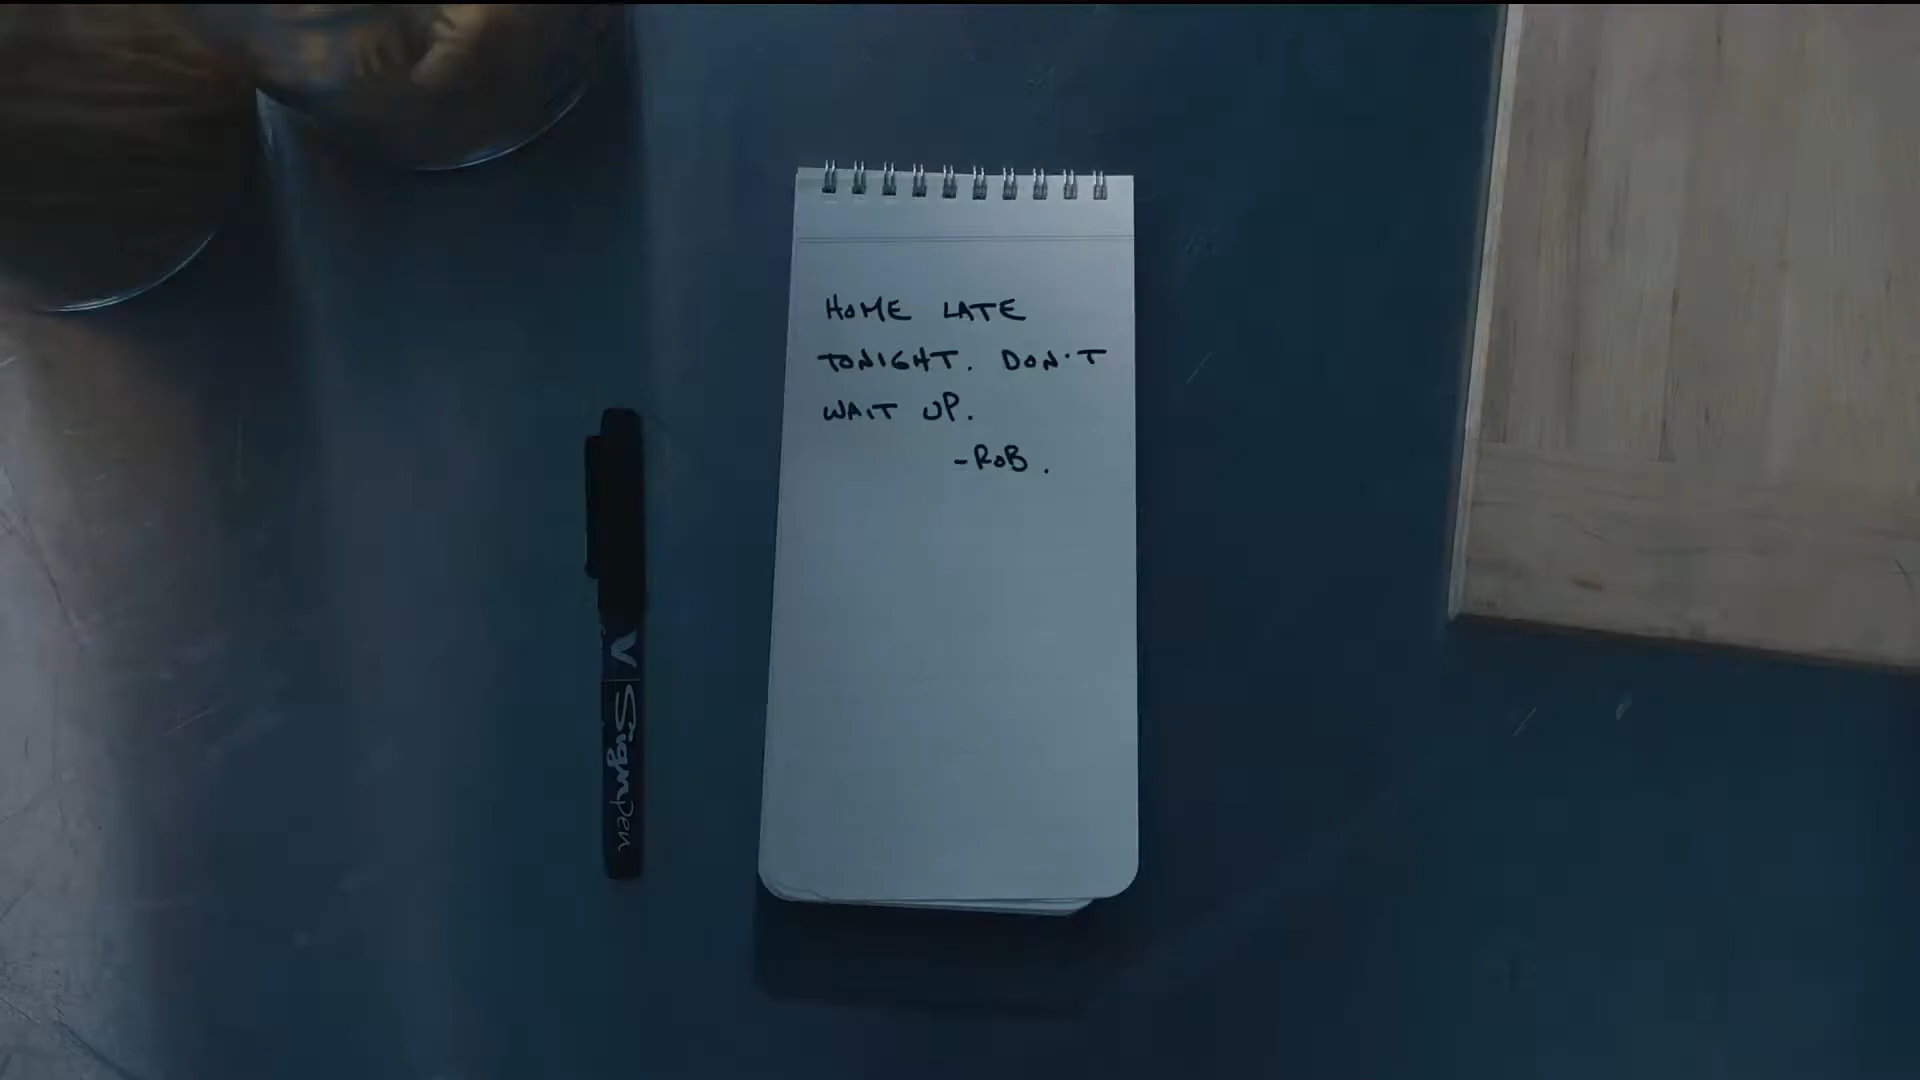 HOME LATE
TONIGHT. DON'T
WAIT UP.
-ROB.
V Signpen